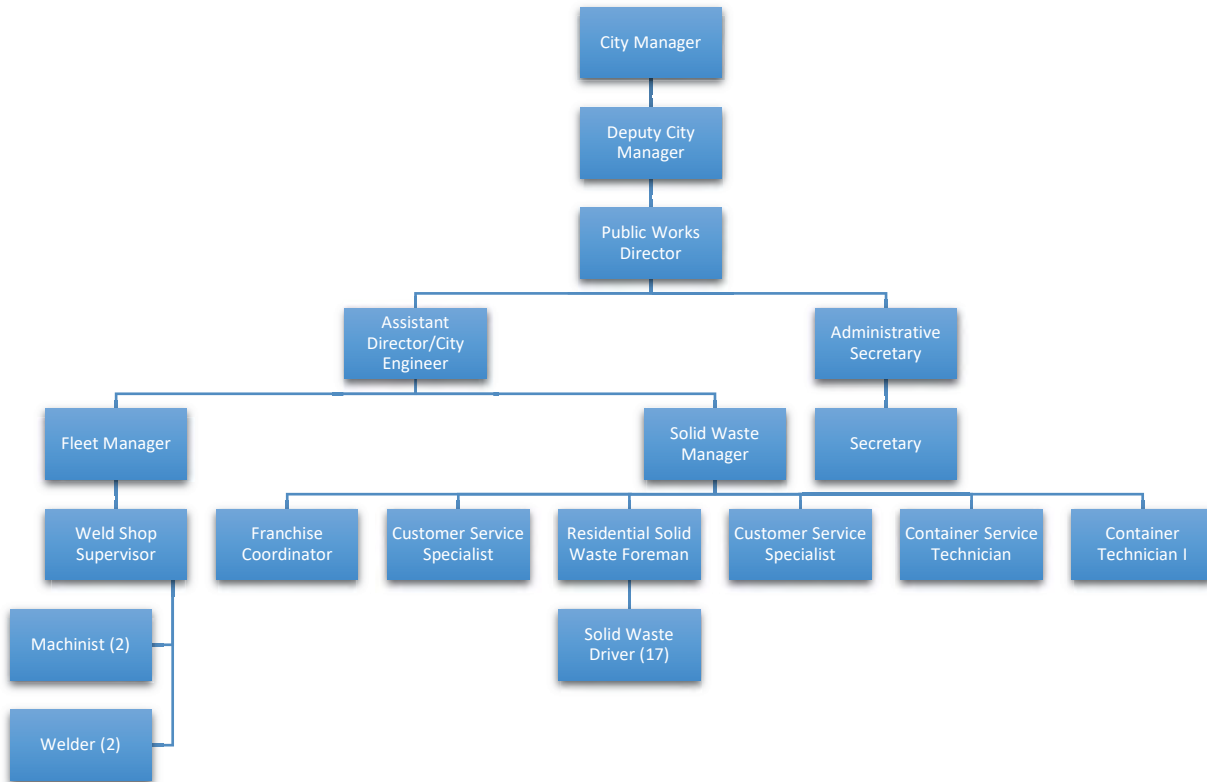 City Manager
Deputy City
Manager
Public Works
Director
Assistant
Director/City
Engineer
Administrative
Secretary
Fleet Manager
Solid Waste
Manager
Secretary
Weld Shop
Supervisor
Franchise
Coordinator
Customer Service
Specialist
Residential Solid
Waste Foreman
Customer Service
Specialist
Container Service
Technician
Container
Technician I
Machinist (2)
Solid Waste
Driver (17)
Welder (2)